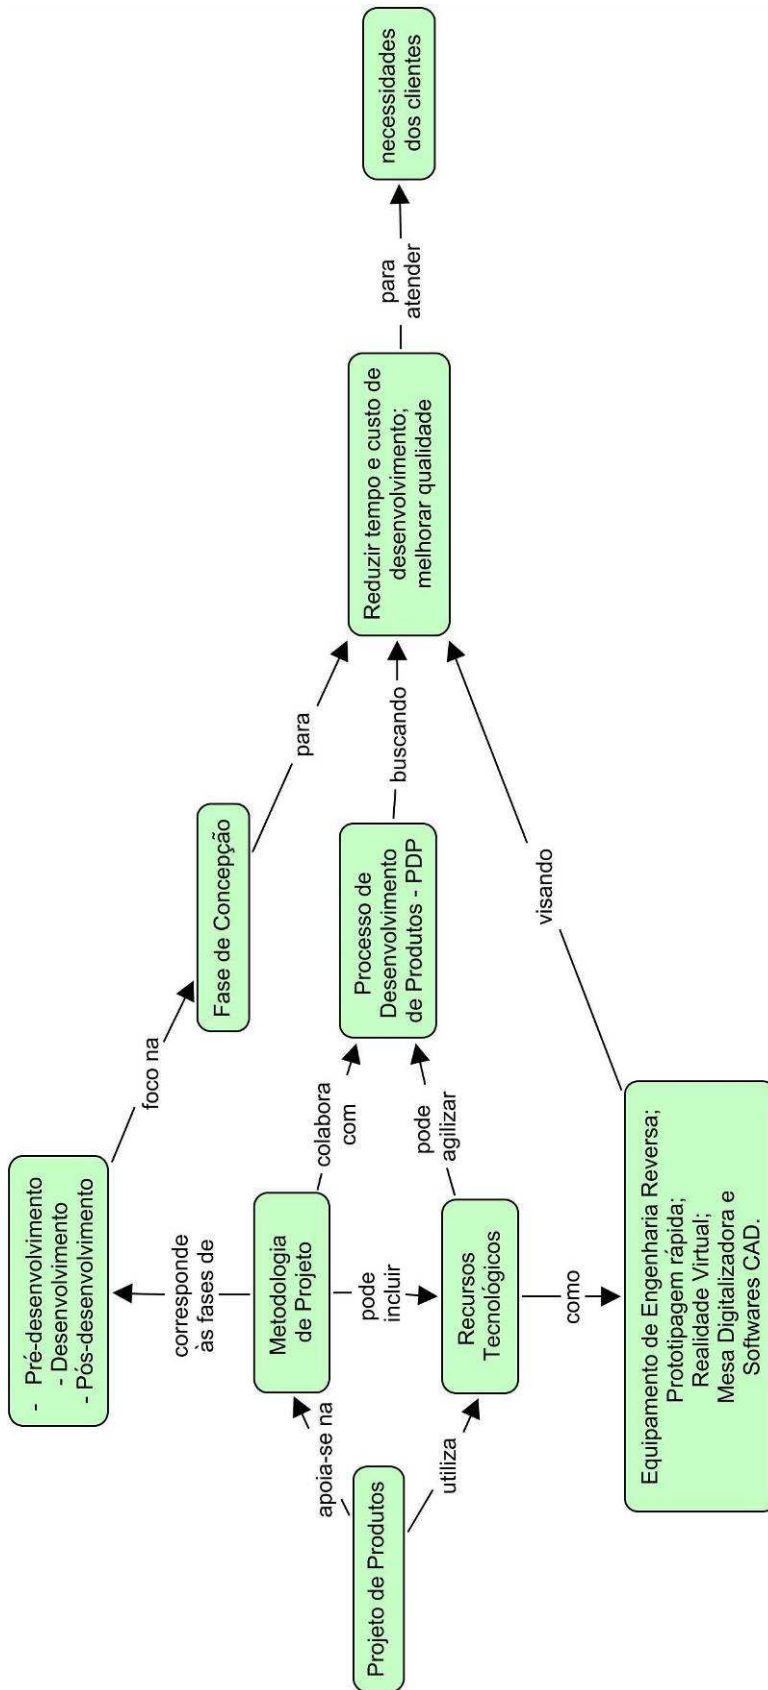 Projeto de Produtos
apoia-se na
utiliza
Metodologia
de Projeto
corresponde
às fases de
- Pré-desenvolvimento
- Desenvolvimento
- Pós-desenvolvimento
foco na
Fase de Concepção
para
pode
incluir
colabora
com
Recursos
Tecnológicos
pode
agilizar
Processo de
Desenvolvimento
de Produtos - PDP
buscando
como
Equipamento de Engenharia Reversa;
Prototipagem rápida;
Realidade Virtual;
Mesa Digitalizadora e
Softwares CAD.
visando
Reduzir tempo e custo de
desenvolvimento;
melhorar qualidade
para
atender
necessidades
dos clientes